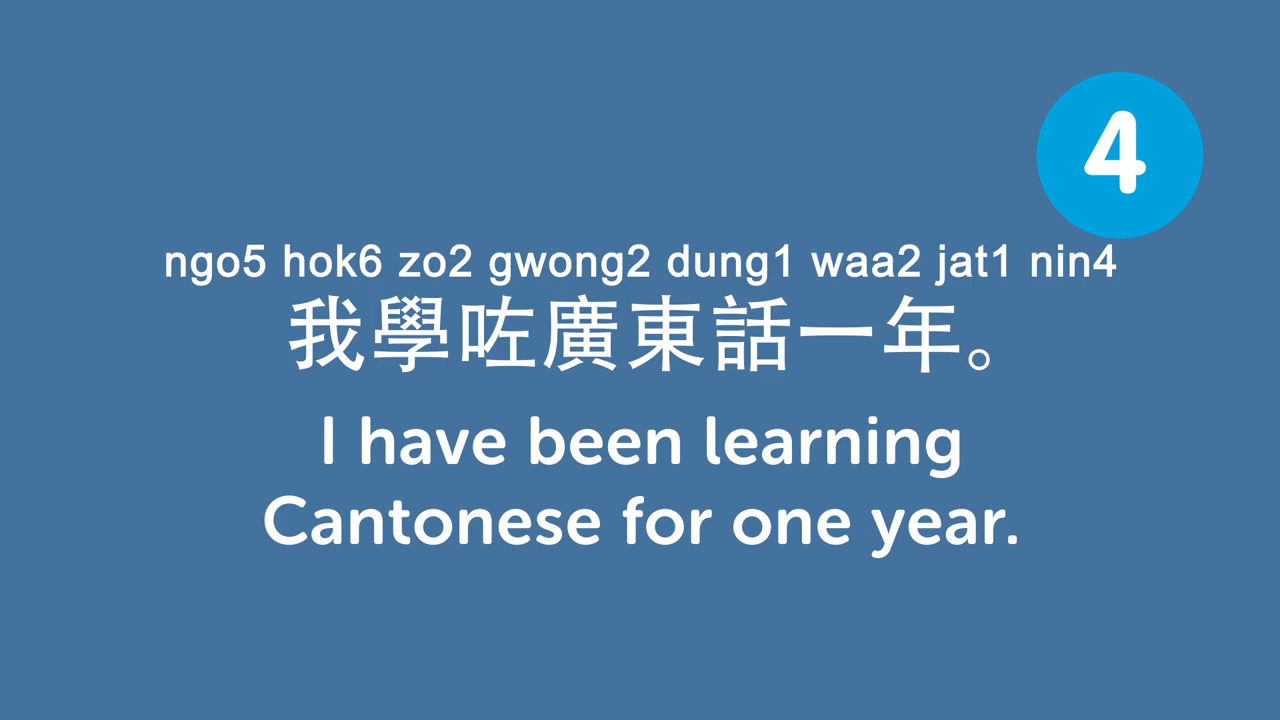 4
ngo5 hok6 zo2 gwong2 dung1 waa2 jat1 nin4
我學咗廣東話一年。
I have been learning
Cantonese for one year.